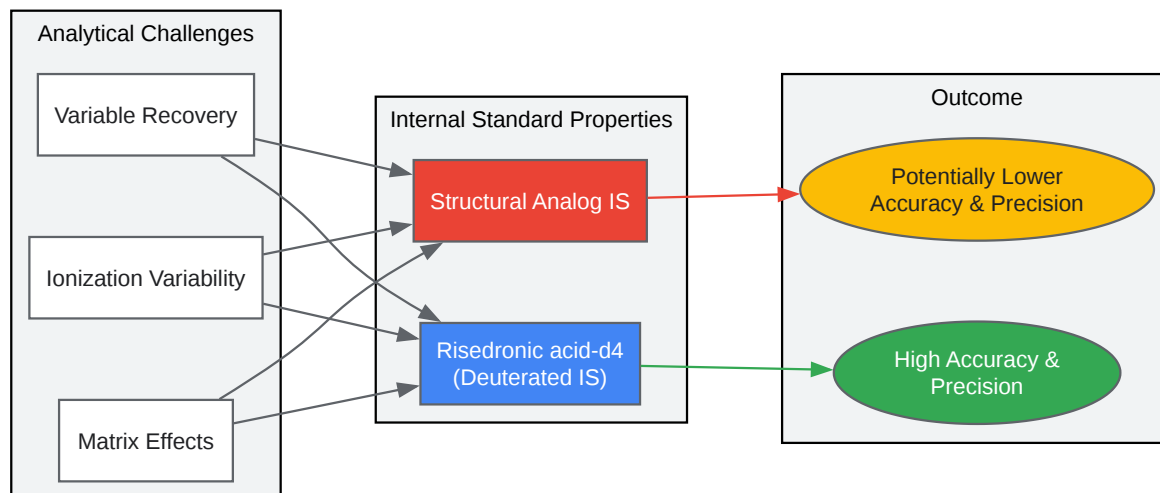 Analytical Challenges
Variable Recovery
Ionization Variability
Matrix Effects
Internal Standard Properties
Structural Analog IS
Risedronic acid-d4
(Deuterated IS)
Outcome
Potentially Lower
Accuracy & Precision
High Accuracy &
Precision